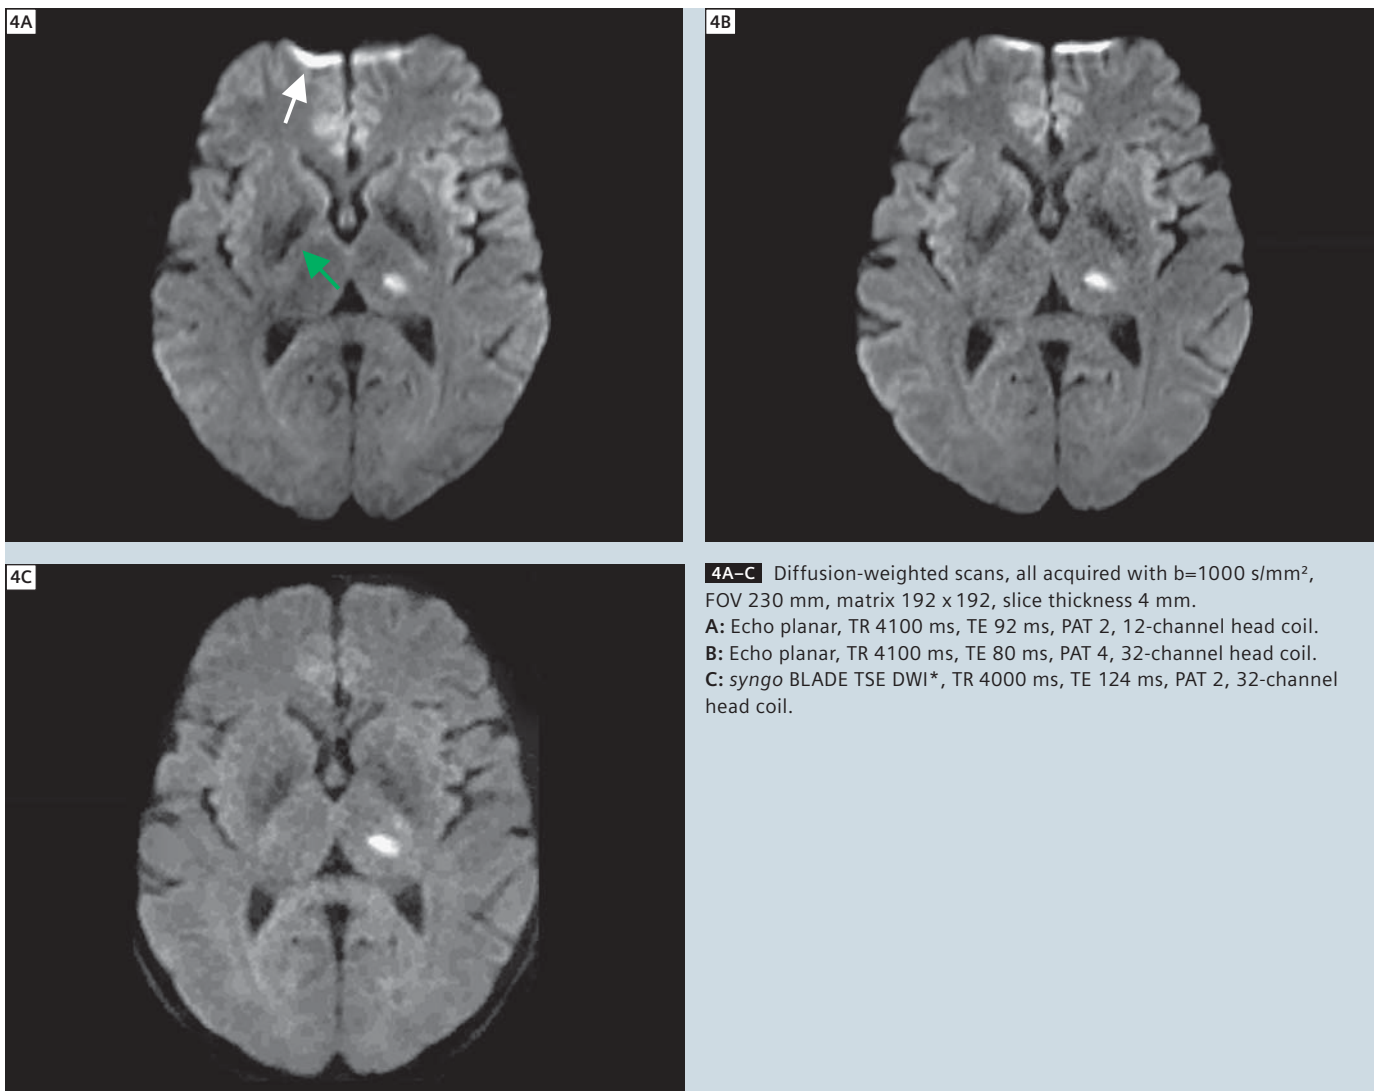 4A
4B
4C
4A–C Diffusion-weighted scans, all acquired with b=1000 s/mm²,
FOV 230 mm, matrix 192 x 192, slice thickness 4 mm.
A: Echo planar, TR 4100 ms, TE 92 ms, PAT 2, 12-channel head coil.
B: Echo planar, TR 4100 ms, TE 80 ms, PAT 4, 32-channel head coil.
C: syngo BLADE TSE DWI*, TR 4000 ms, TE 124 ms, PAT 2, 32-channel
head coil.